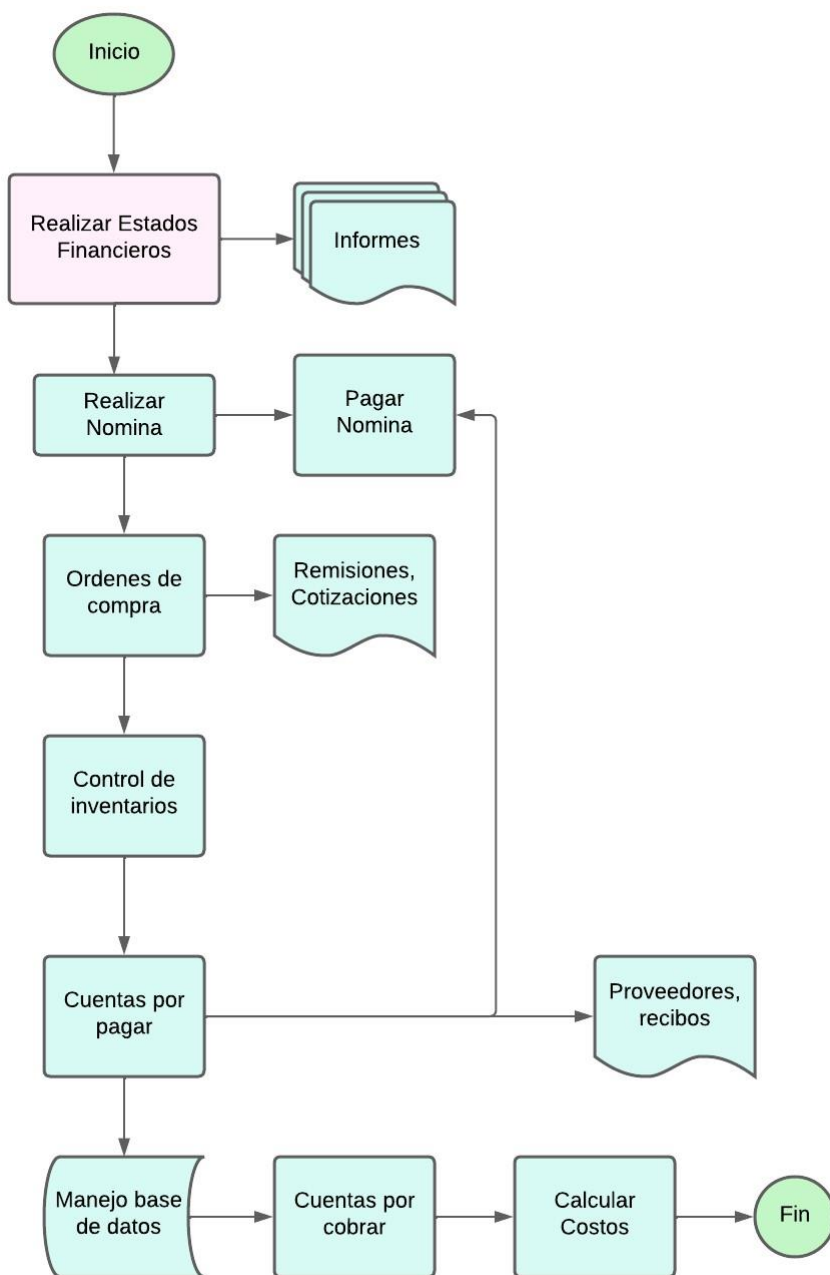 Inicio
Realizar Estados
Financieros
Informes
Realizar
Nomina
Pagar
Nomina
Ordenes de
compra
Remisiones,
Cotizaciones
Control de
inventarios
Cuentas por
pagar
Proveedores,
recibos
Manejo base
de datos
Cuentas por
cobrar
Calcular
Costos
Fin